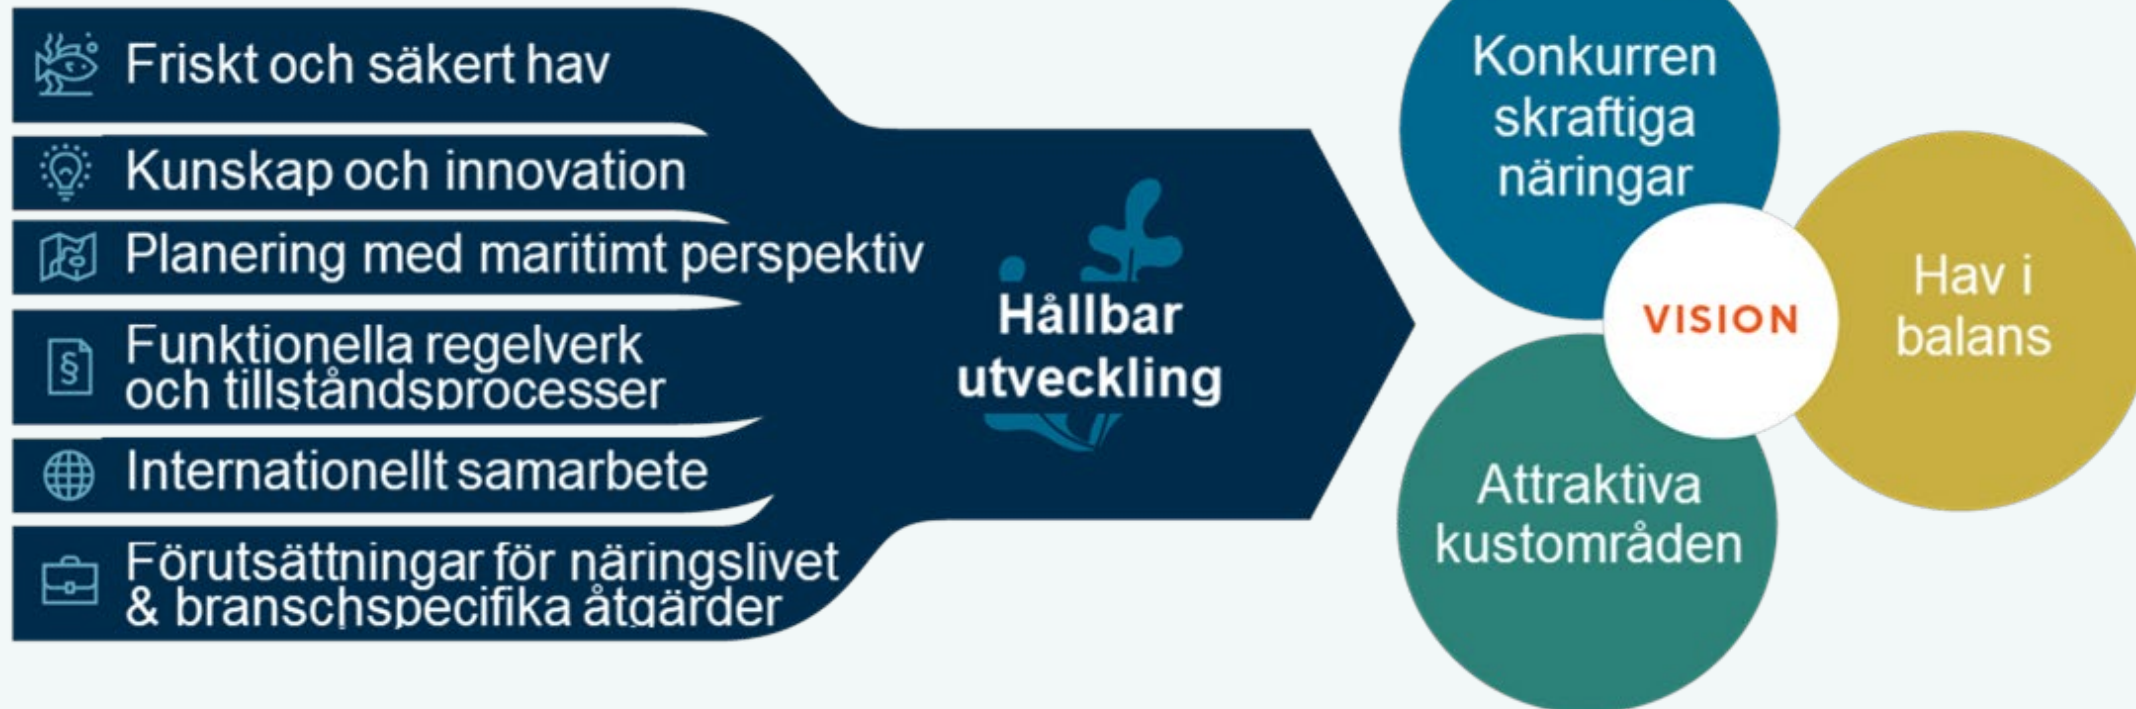 Friskt och säkert hav
Kunskap och innovation
Planering med maritimt perspektiv
Funktionella regelverk
och tillståndsprocesser
Internationellt samarbete
Förutsättningar för näringslivet
& branschspecifika åtgärder
Hållbar
utveckling
Konkurren
skraftiga
näringar
VISION
Hav i
balans
Attraktiva
kustområden